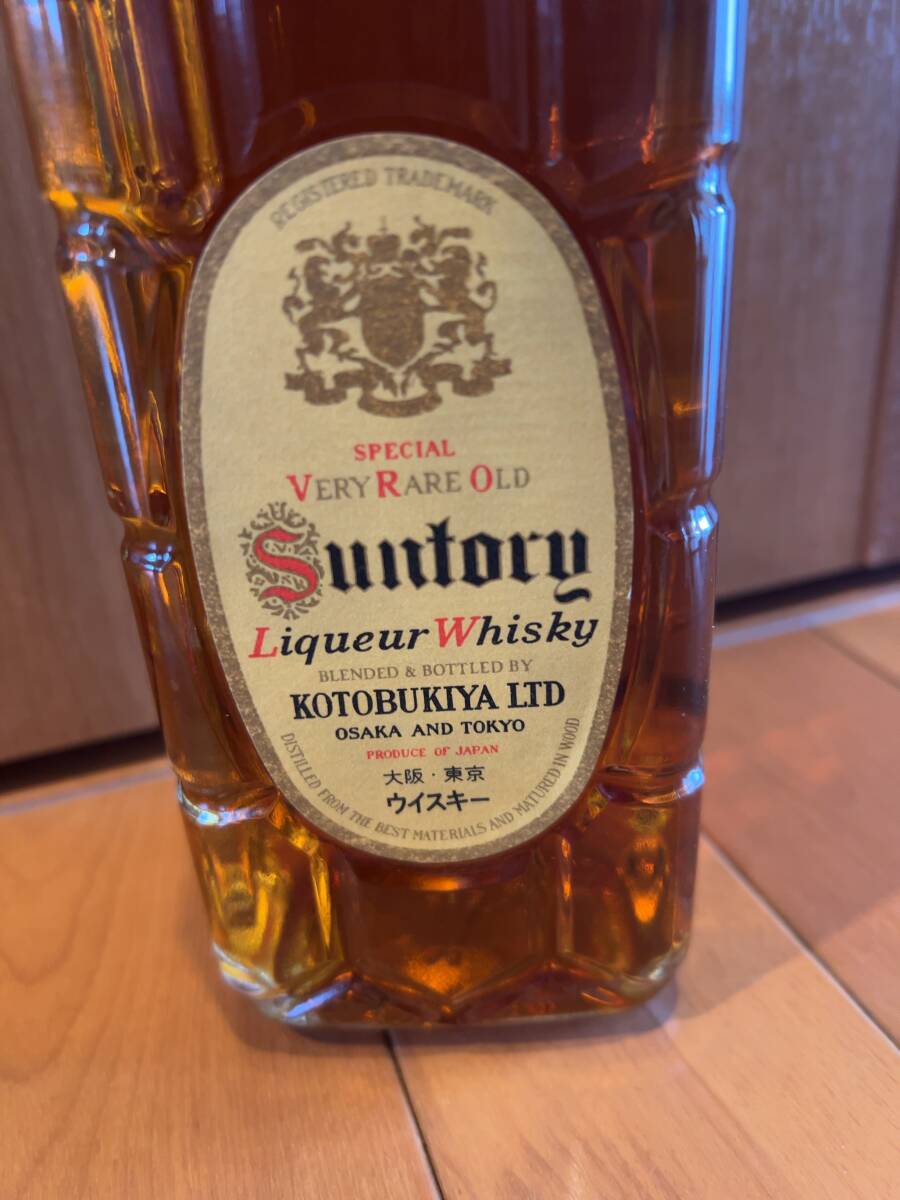 REGISTERED TRADEMARK
SPECIAL
VERY RARE OLD
Suntory
Liqueur Whisky
BLENDED & BOTTLED BY
KOTOBUKIYA LTD
OSAKA AND TOKYO
PRODUCE OF JAPAN
大阪・東京
ウイスキー
DISTILLED FROM THE BEST MATERIALS AND MATURED IN WOOD